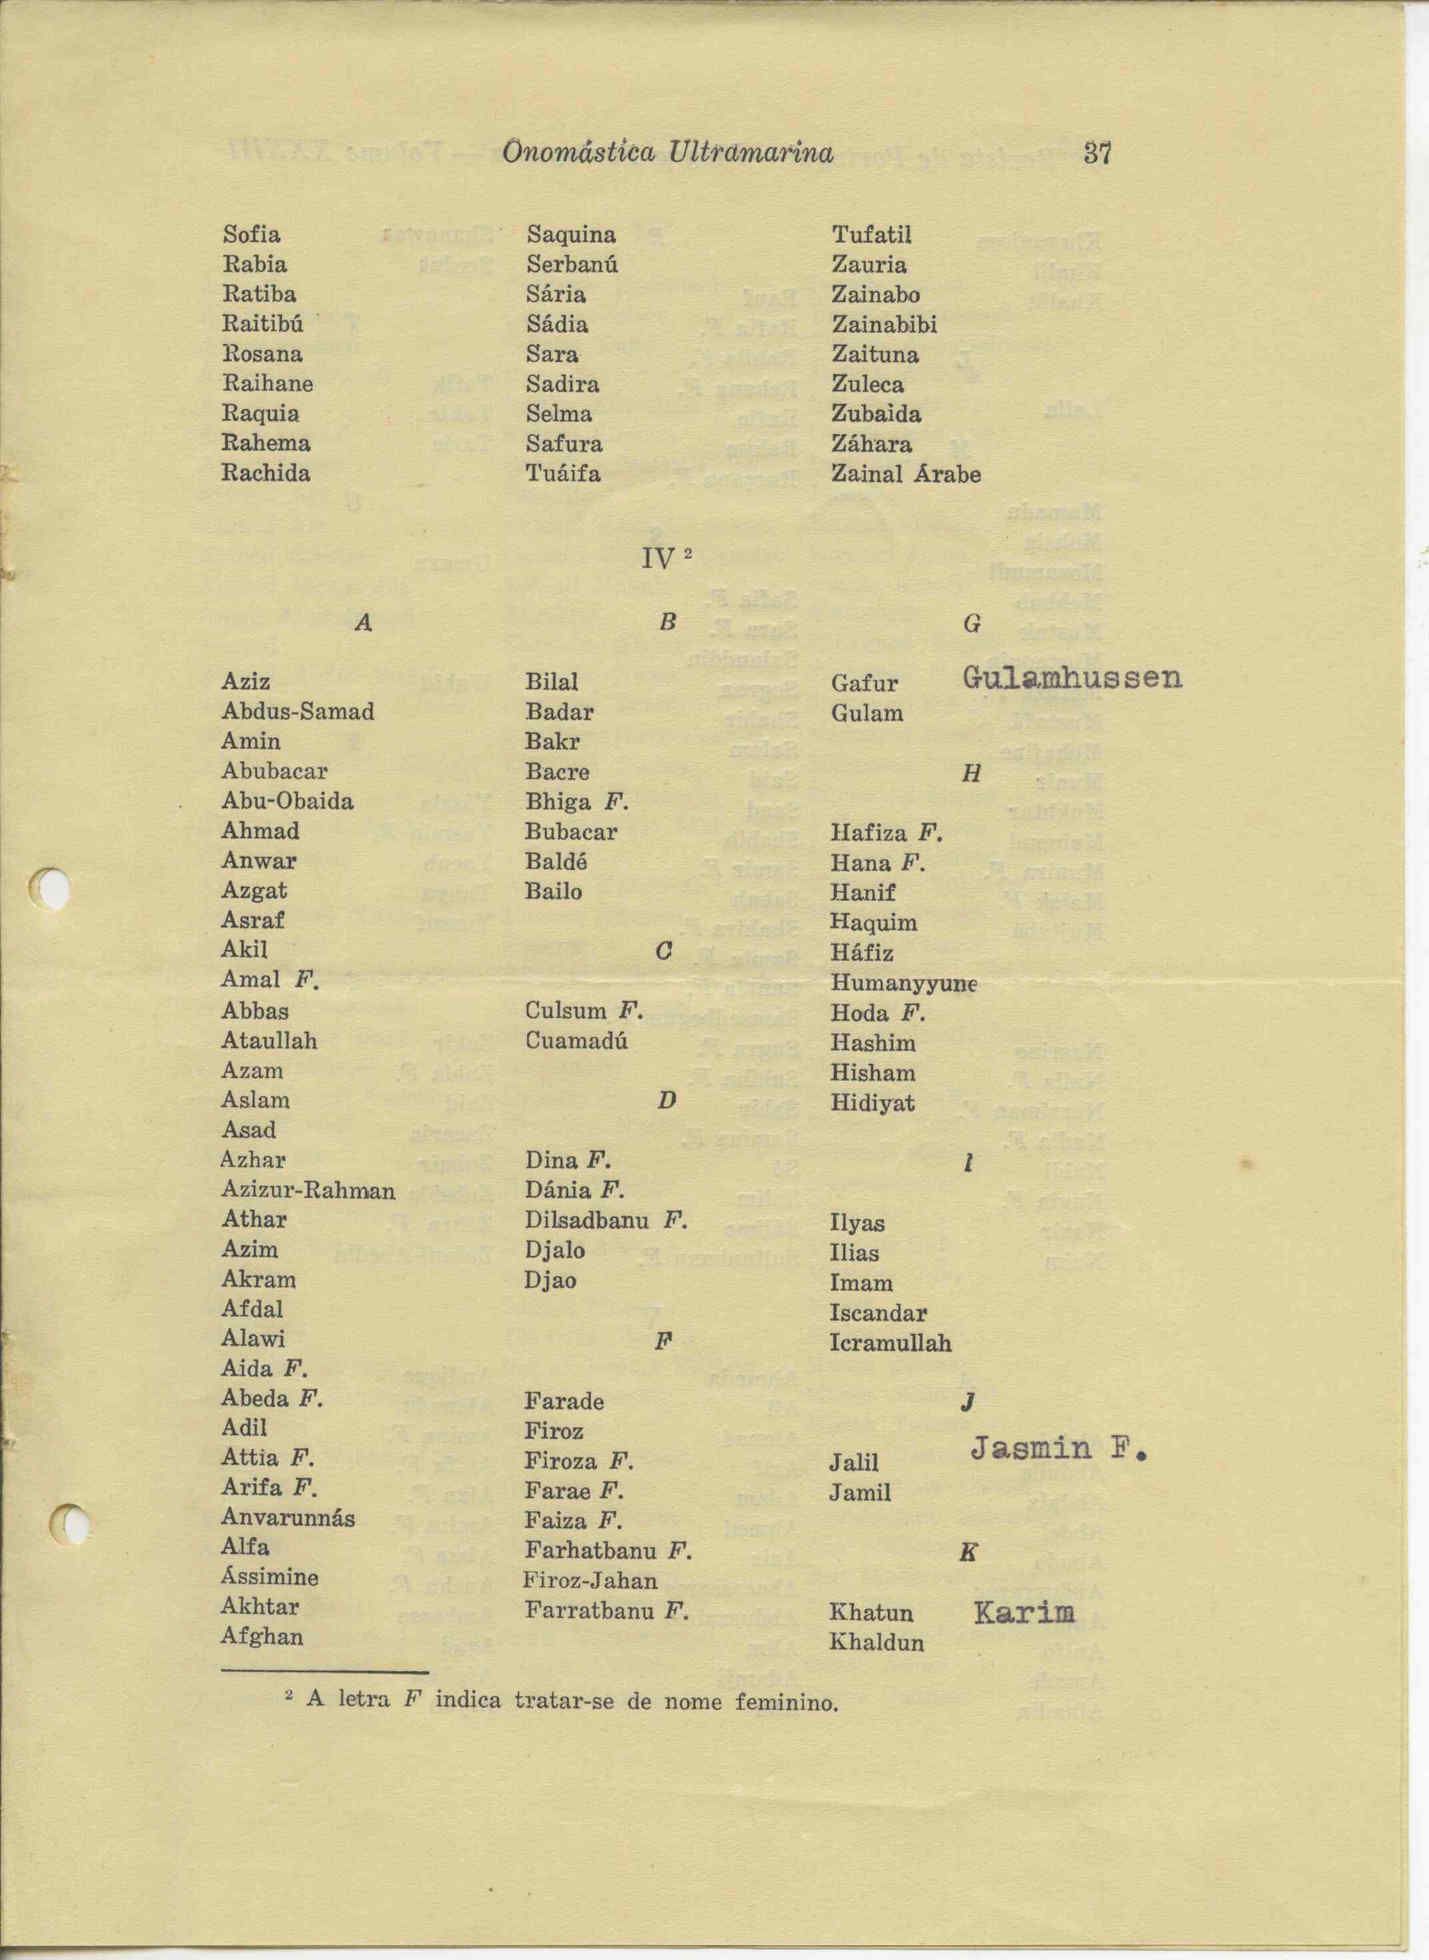 Onomástica Ultramarina 37
Sofia
Rabia
Ratiba
Raitibú
Rosana
Raihane
Raquia
Rahema
Rachida
Saquina
Serbanú
Sária
Sádia
Sara
Sadira
Selma
Safura
Tuáifa
Tufatil
Zauria
Zainabo
Zainabibi
Zaituna
Zuleca
Zubaida
Záhara
Zainal Árabe
IV ²
A
Aziz
Abdus-Samad
Amin
Abubacar
Abu-Obaida
Ahmad
Anwar
Azgat
Asraf
Akil
Amal F.
Abbas
Ataullah
Azam
Aslam
Asad
Azhar
Azizur-Rahman
Athar
Azim
Akram
Afdal
Alawi
Aida F.
Abeda F.
Adil
Attia F.
Arifa F.
Anvarunnás
Alfa
Ássimine
Akhtar
Afghan
B
Bilal
Badar
Bakr
Bacre
Bhiga F.
Bubacar
Baldé
Bailo
C
Culsum F.
Cuamadú
D
Dina F.
Dánia F.
Dilsadbanu F.
Djalo
Djao
F
Farade
Firoz
Firoza F.
Farae F.
Faiza F.
Farhatbanu F.
Firoz-Jahan
Farratbanu F.
G
Gafur Gulamhussen
Gulam
H
Hafiza F.
Hana F.
Hanif
Haquim
Háfiz
Humanyyune
Hoda F.
Hashim
Hisham
Hidiyat
I
Ilyas
Ilias
Imam
Iscandar
Icramullah
J
Jalil Jasmin F.
Jamil
K
Khatun Karim
Khaldun
² A letra F indica tratar-se de nome feminino.